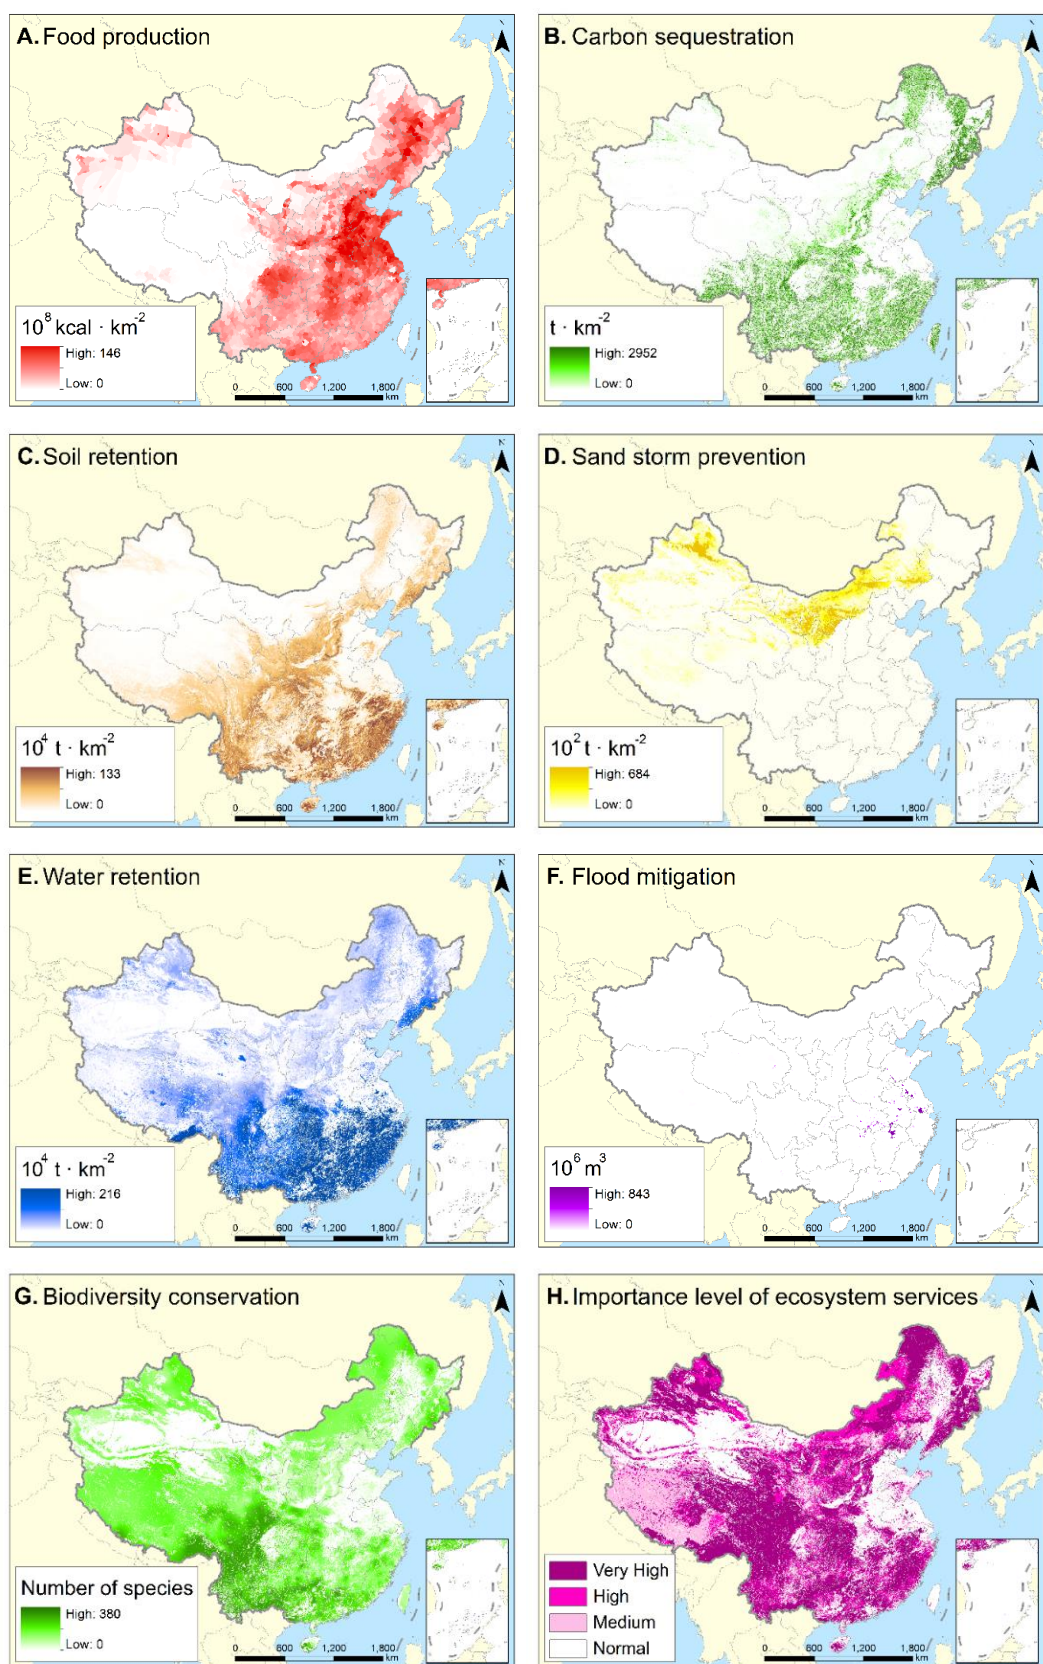 A. Food production
N
10⁸ kcal · km⁻²
High: 146
Low: 0
0 600 1,200 1,800
km
B. Carbon sequestration
N
t · km⁻²
High: 2952
Low: 0
0 600 1,200 1,800
km
C. Soil retention
N
10⁴ t · km⁻²
High: 133
Low: 0
0 600 1,200 1,800
km
D. Sand storm prevention
N
10² t · km⁻²
High: 684
Low: 0
0 600 1,200 1,800
km
E. Water retention
N
10⁴ t · km⁻²
High: 216
Low: 0
0 600 1,200 1,800
km
F. Flood mitigation
N
10⁶ m³
High: 843
Low: 0
0 600 1,200 1,800
km
G. Biodiversity conservation
N
Number of species
High: 380
Low: 0
0 600 1,200 1,800
km
H. Importance level of ecosystem services
N
Very High
High
Medium
Normal
0 600 1,200 1,800
km